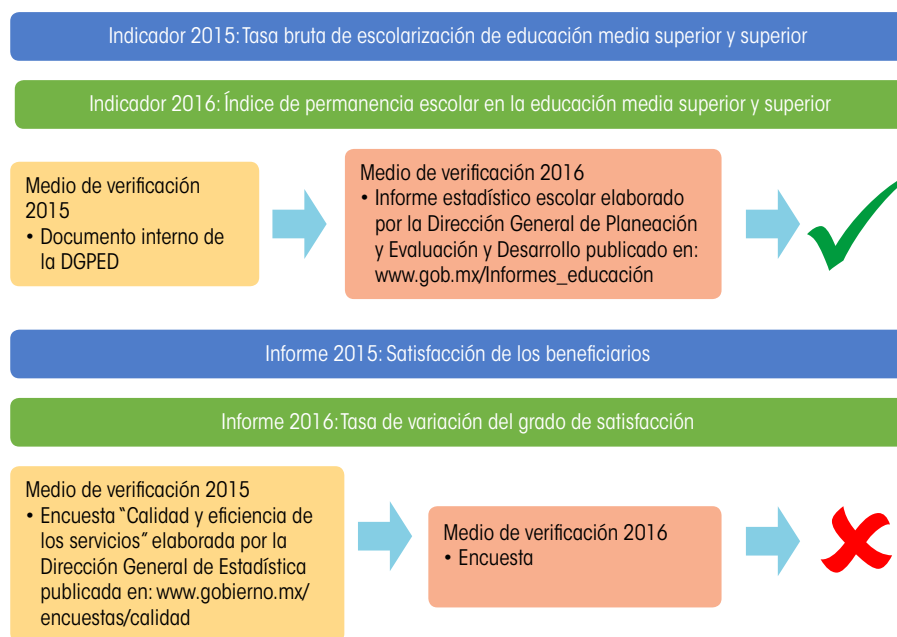 Indicador 2015: Tasa bruta de escolarización de educación media superior y superior
Indicador 2016: Índice de permanencia escolar en la educación media superior y superior
Medio de verificación
2015
• Documento interno de
la DGPED
Medio de verificación 2016
• Informe estadístico escolar elaborado
por la Dirección General de Planeación
y Evaluación y Desarrollo publicado en:
www.gob.mx/Informes_educación
Informe 2015: Satisfacción de los beneficiarios
Informe 2016: Tasa de variación del grado de satisfacción
Medio de verificación 2015
• Encuesta “Calidad y eficiencia de
los servicios” elaborada por la
Dirección General de Estadística
publicada en: www.gobierno.mx/
encuestas/calidad
Medio de verificación 2016
• Encuesta